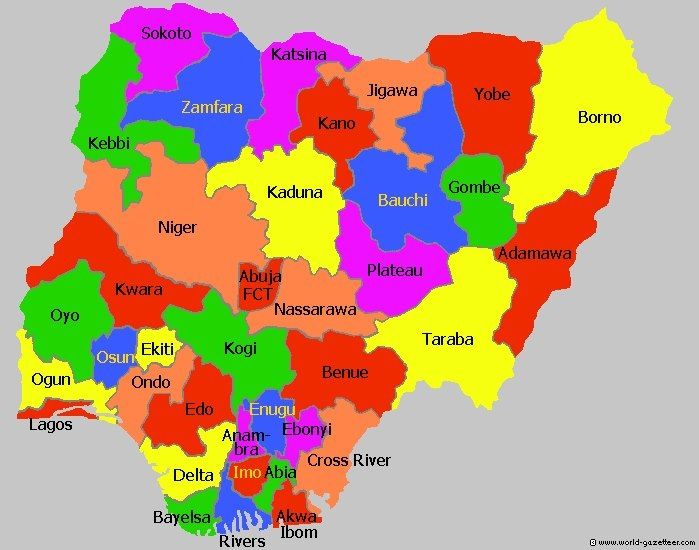 Sokoto
Katsina
Jigawa
Yobe
Borno
Zamfara
Kano
Kebbi
Kaduna
Bauchi
Gombe
Niger
Adamawa
Plateau
Abuja
FCT
Kwara
Nassarawa
Oyo
Taraba
Osun
Ekiti
Kogi
Benue
Ogun
Ondo
Edo
Enugu
Lagos
Anam-
bra
Ebonyi
Cross River
Delta
Imo
Abia
Bayelsa
Rivers
Akwa
Ibom
© www.world-gazetteer.com